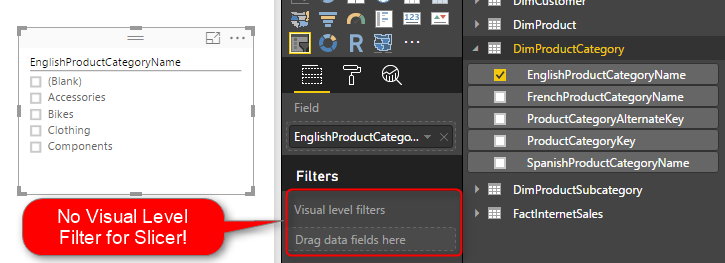 EnglishProductCategoryName
(Blank)
Accessories
Bikes
Clothing
Components
No Visual Level
Filter for Slicer!
123
R
Field
EnglishProductCatego...
Filters
Visual level filters
Drag data fields here
DimCustomer
DimProduct
DimProductCategory
EnglishProductCategoryName
FrenchProductCategoryName
ProductCategoryAlternateKey
ProductCategoryKey
SpanishProductCategoryName
DimProductSubcategory
FactInternetSales